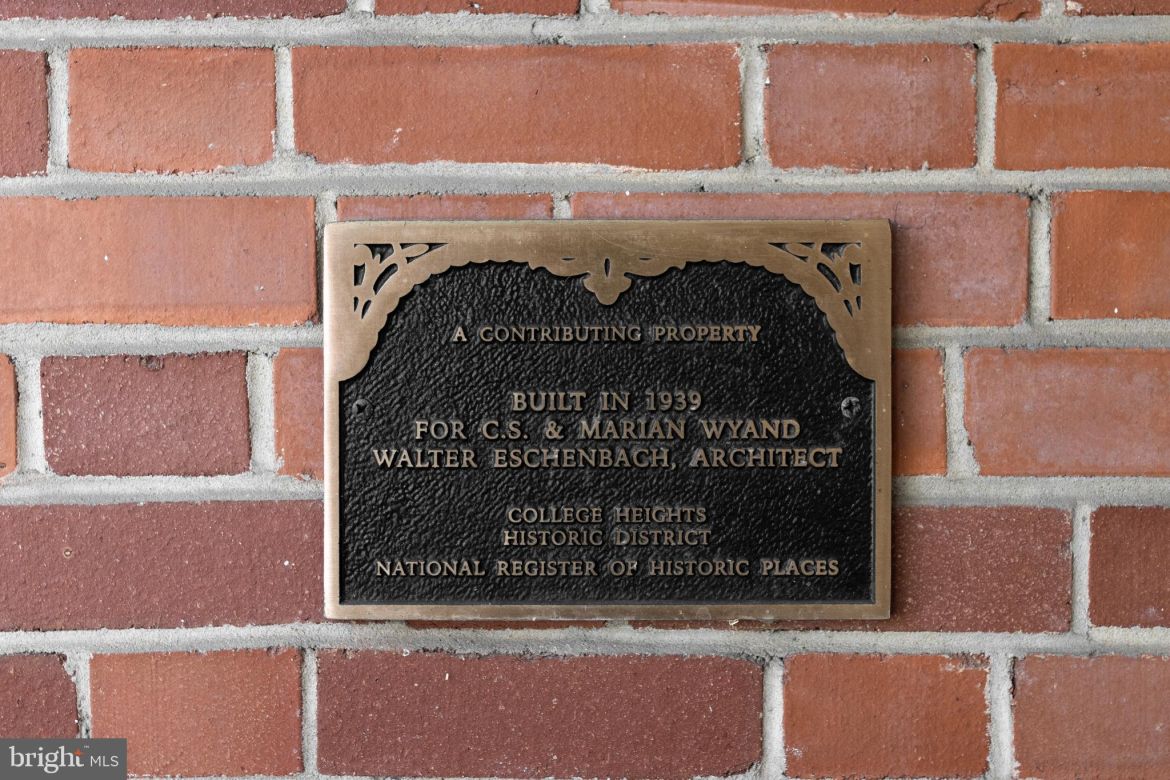 A CONTRIBUTING PROPERTY
BUILT IN 1939
FOR C.S. & MARIAN WYAND
WALTER ESCHENBACH, ARCHITECT
COLLEGE HEIGHTS
HISTORIC DISTRICT
NATIONAL REGISTER OF HISTORIC PLACES
bright™ MLS